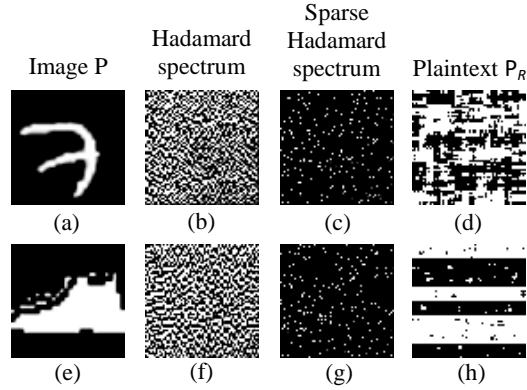 Image P
Hadamard
spectrum
Sparse
Hadamard
spectrum
Plaintext P_R
(a)
(b)
(c)
(d)
(e)
(f)
(g)
(h)